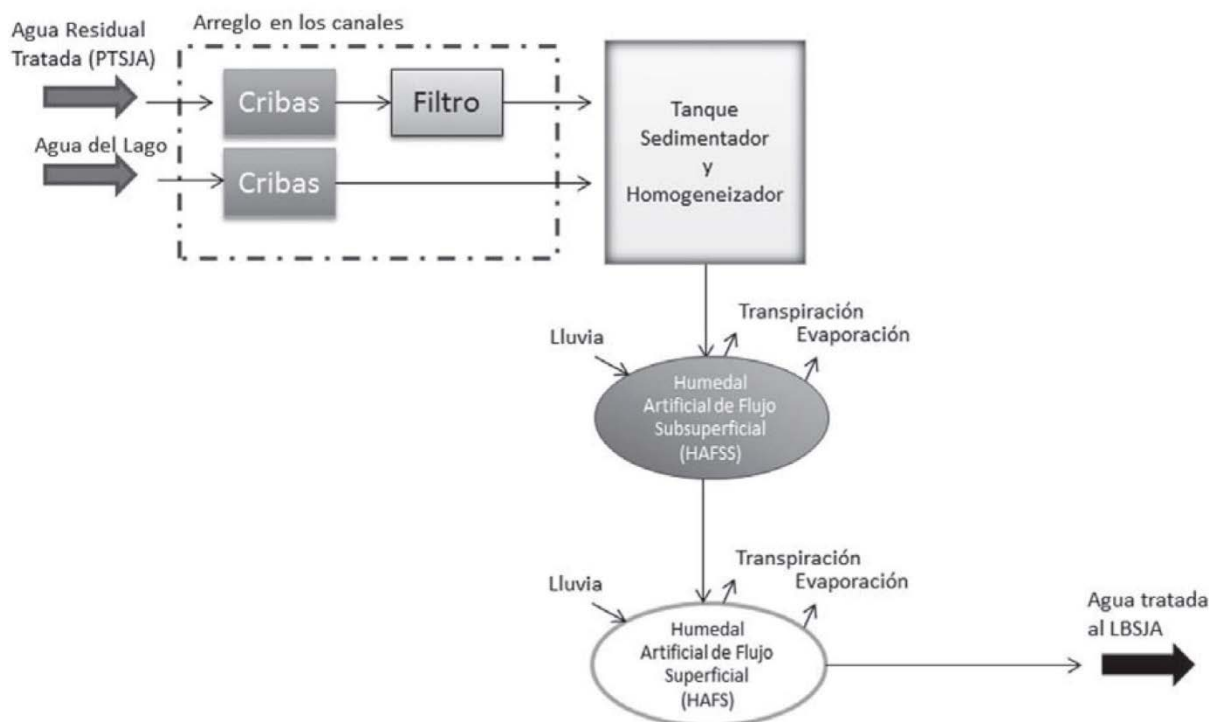 Arreglo en los canales
Agua Residual
Tratada (PTSJA)
Cribas
Filtro
Agua del Lago
Cribas
Tanque
Sedimentador
y
Homogeneizador
Transpiración
Evaporación
Lluvia
Humedal
Artificial de Flujo
Subsuperficial
(HAFSS)
Transpiración
Evaporación
Lluvia
Humedal
Artificial de Flujo
Superficial
(HAFS)
Agua tratada
al LBSJA